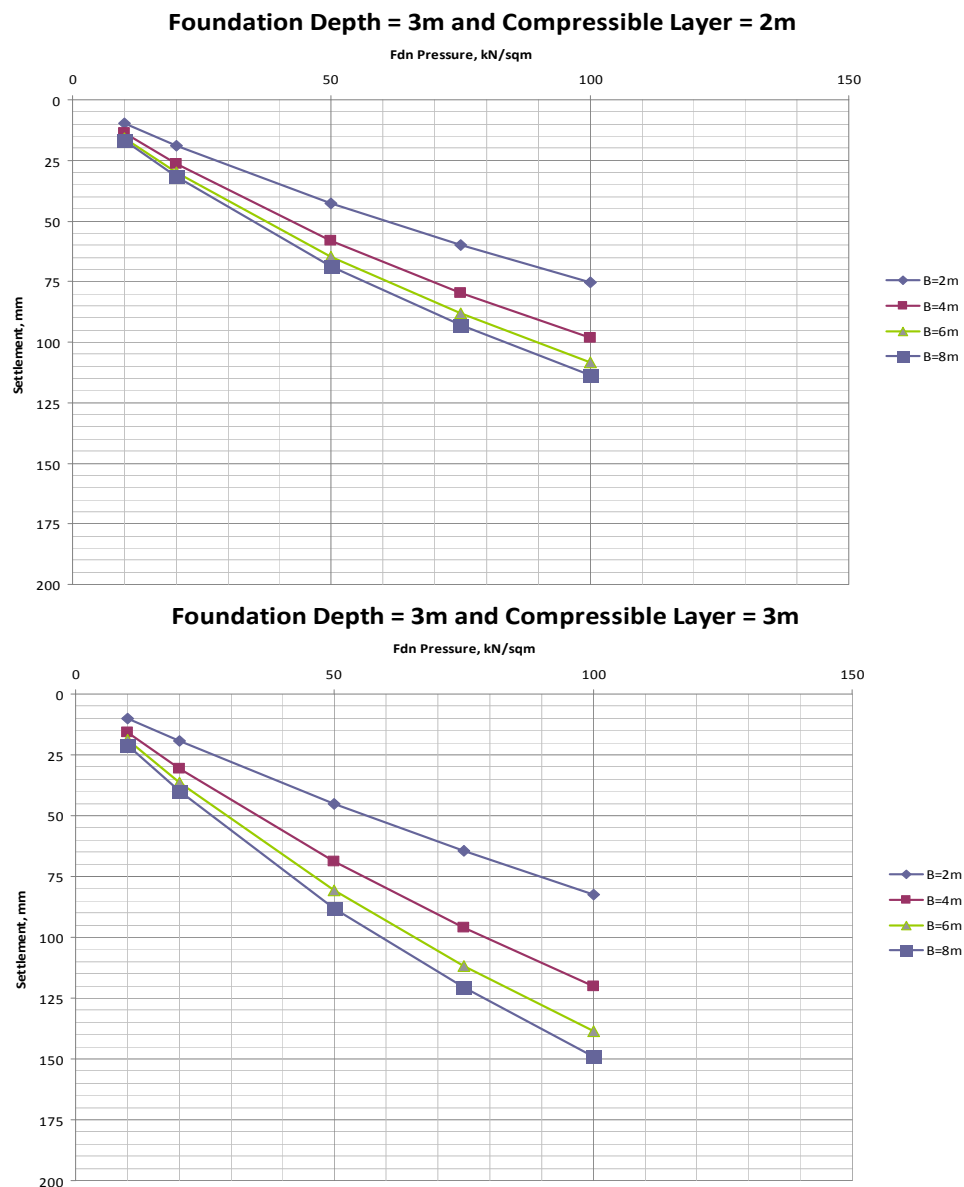 Foundation Depth = 3m and Compressible Layer = 2m
Fdn Pressure, kN/sqm
0 50 100 150
0
25
50
75
100
125
150
175
200
Settlement, mm
B=2m
B=4m
B=6m
B=8m
Foundation Depth = 3m and Compressible Layer = 3m
Fdn Pressure, kN/sqm
0 50 100 150
0
25
50
75
100
125
150
175
200
Settlement, mm
B=2m
B=4m
B=6m
B=8m